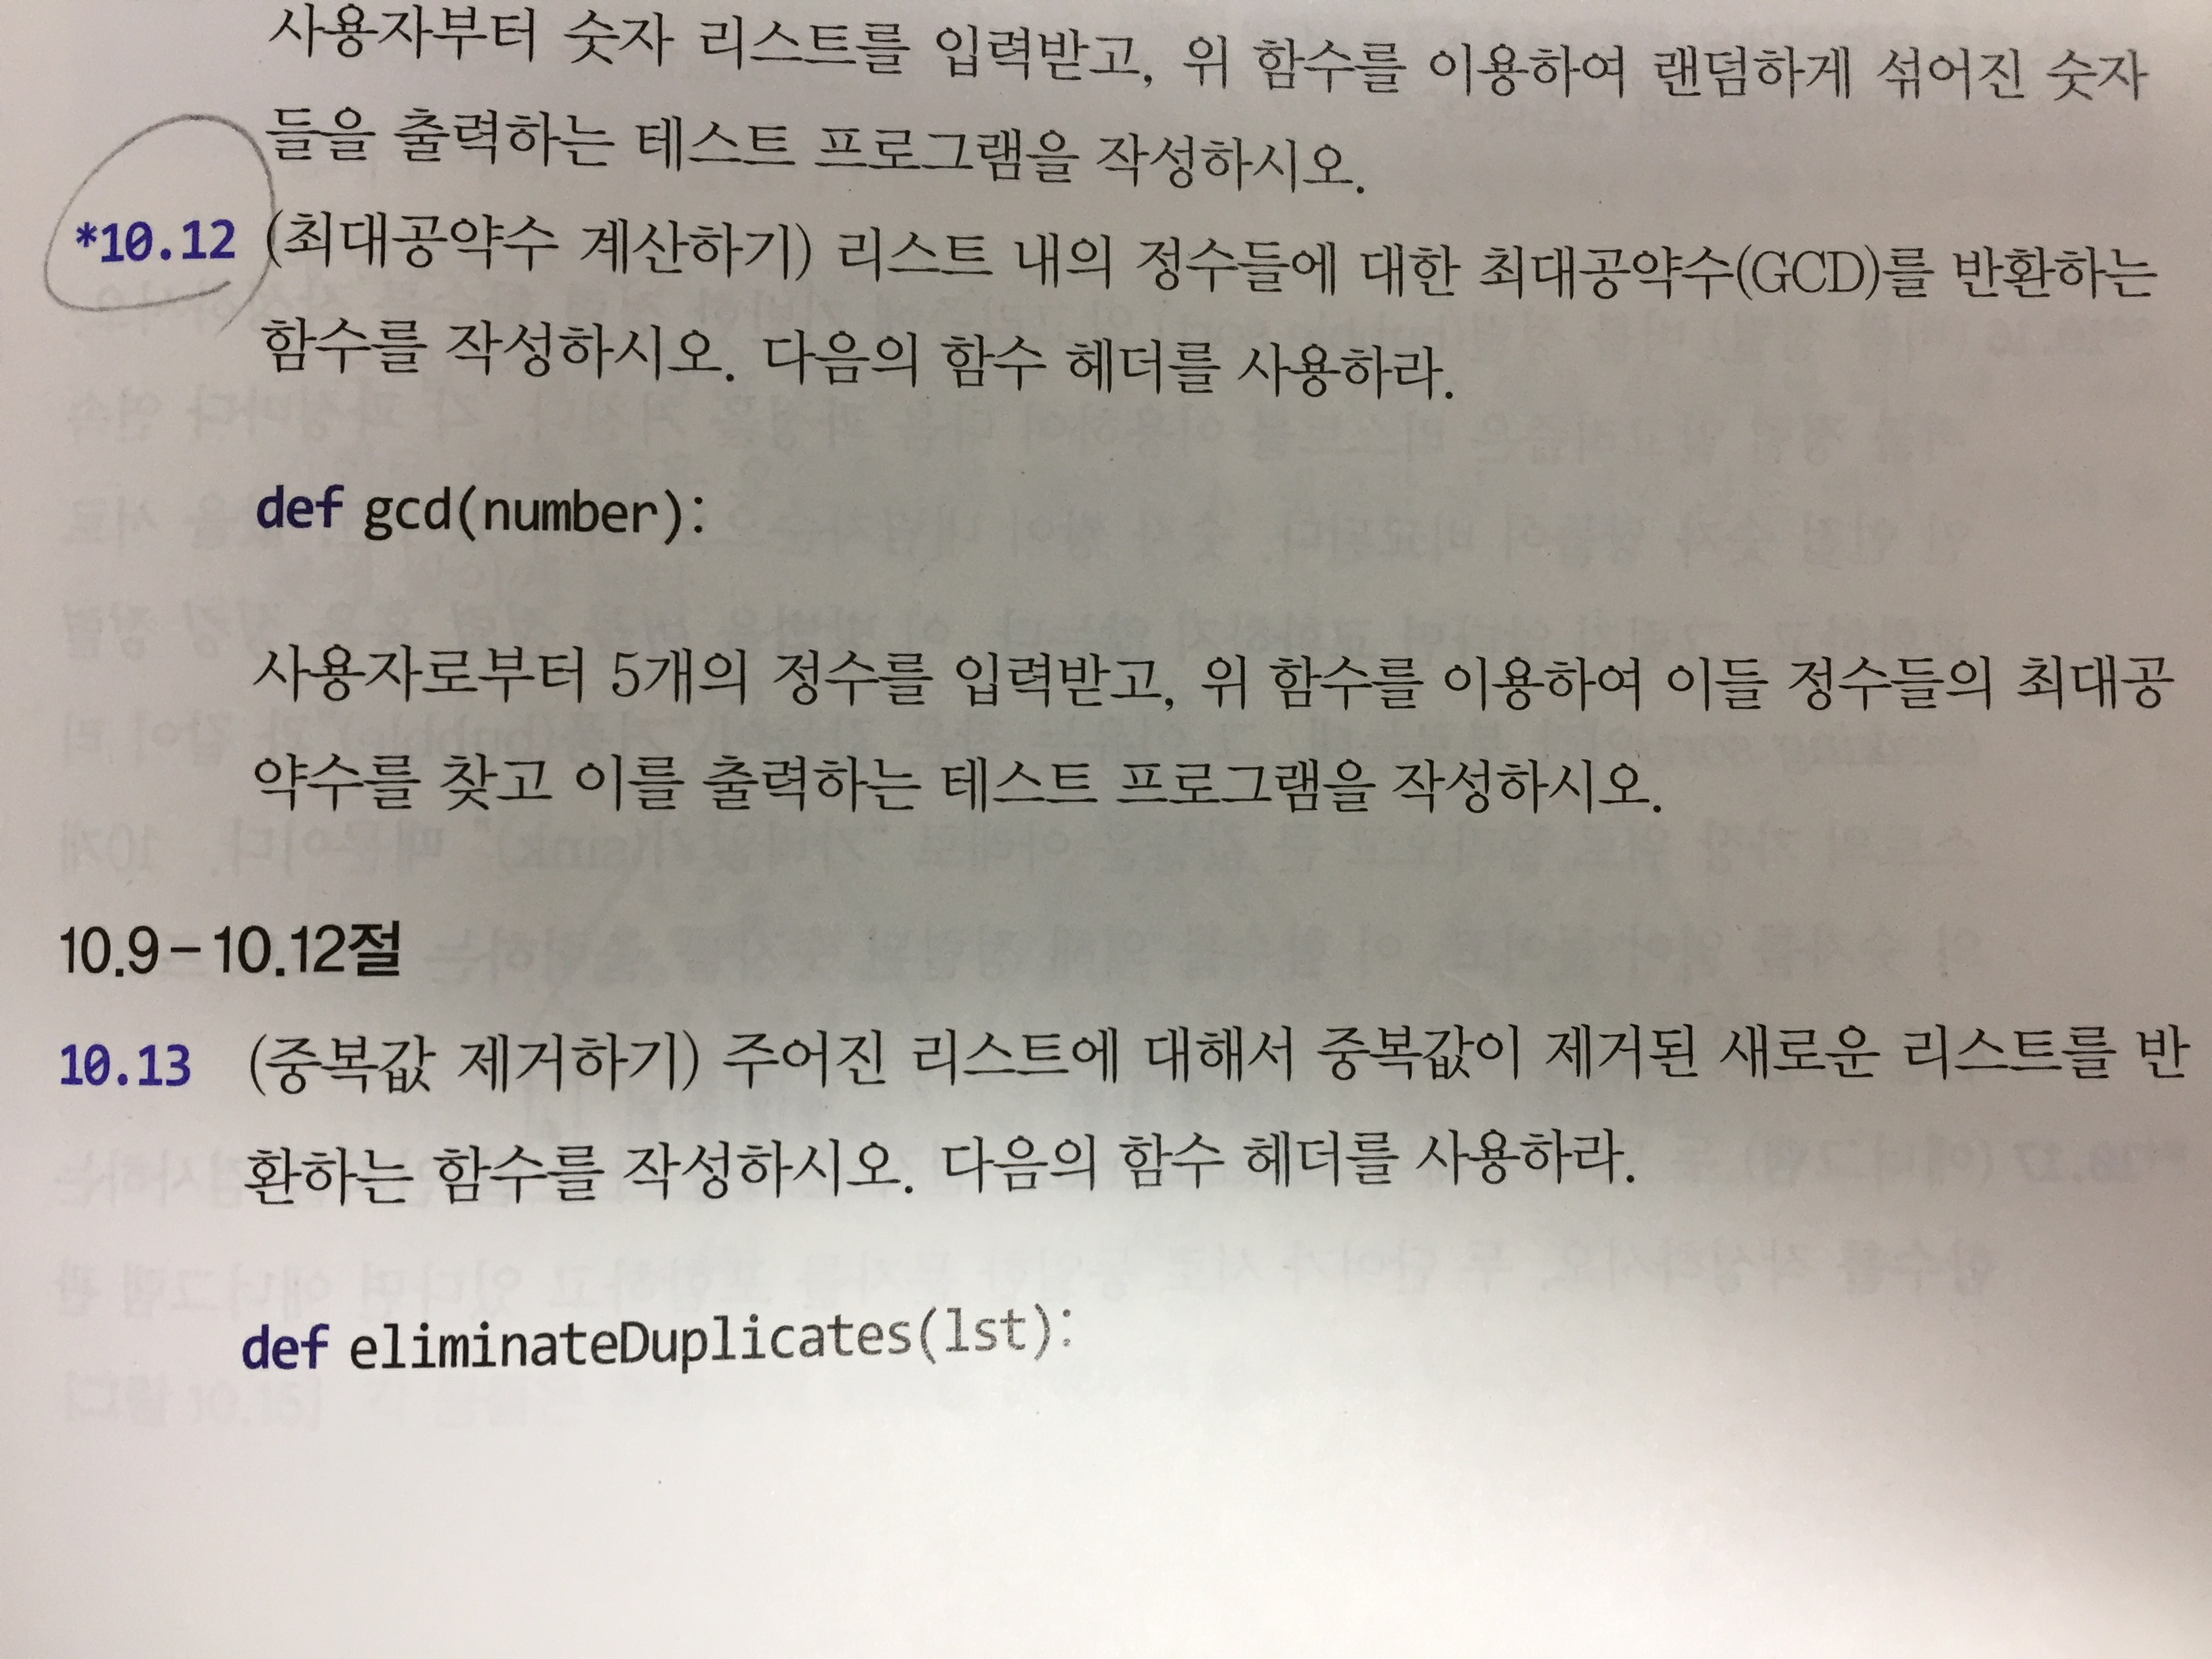 사용자부터 숫자 리스트를 입력받고, 위 함수를 이용하여 랜덤하게 섞어진 숫자
들을 출력하는 테스트 프로그램을 작성하시오.
*10.12 (최대공약수 계산하기) 리스트 내의 정수들에 대한 최대공약수(GCD)를 반환하는
함수를 작성하시오. 다음의 함수 헤더를 사용하라.
def gcd(number):
사용자로부터 5개의 정수를 입력받고, 위 함수를 이용하여 이들 정수들의 최대공
약수를 찾고 이를 출력하는 테스트 프로그램을 작성하시오.
10.9-10.12절
10.13 (중복값 제거하기) 주어진 리스트에 대해서 중복값이 제거된 새로운 리스트를 반
환하는 함수를 작성하시오. 다음의 함수 헤더를 사용하라.
def eliminateDuplicates(lst):